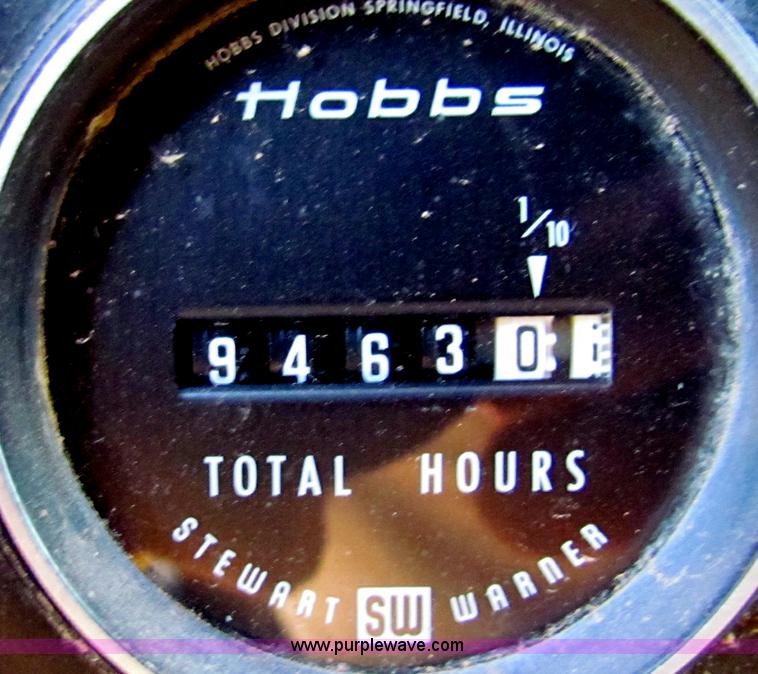 HOBBS DIVISION SPRINGFIELD, ILLINOIS
Hobbs
1/10
9 4 6 3 0
TOTAL HOURS
STEWART SW WARNER
www.purplewave.com